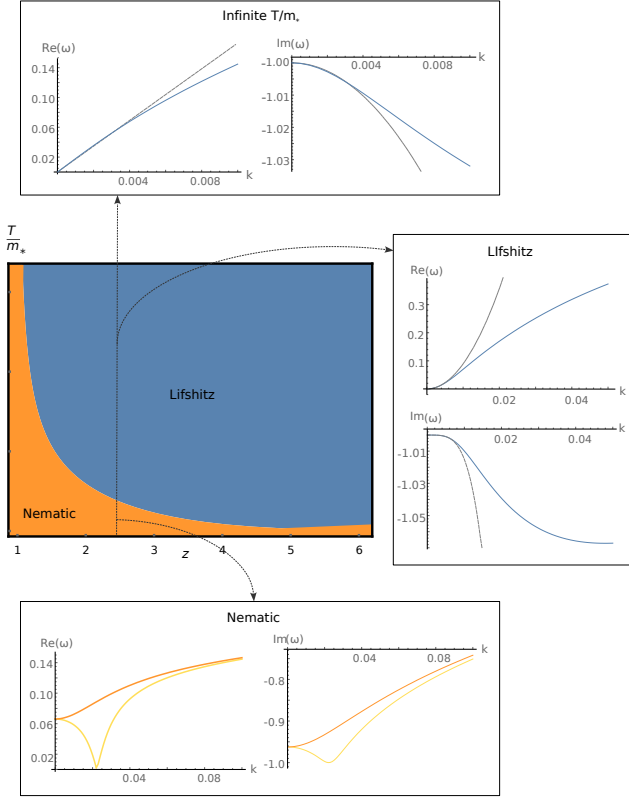 Infinite T/m*
Re(ω)
0.14
0.10
0.06
0.02
0.004
0.008
k
Im(ω)
0.004
0.008
k
-1.00
-1.01
-1.02
-1.03
T
m*
Lifshitz
Nematic
1
2
3
4
5
6
z
LIfshitz
Re(ω)
0.3
0.2
0.1
0.02
0.04
k
Im(ω)
k
0.02
0.04
-1.01
-1.03
-1.05
Nematic
Re(ω)
0.14
0.10
0.06
0.02
0.04
0.08
k
Im(ω)
0.04
0.08
k
-0.8
-0.9
-1.0